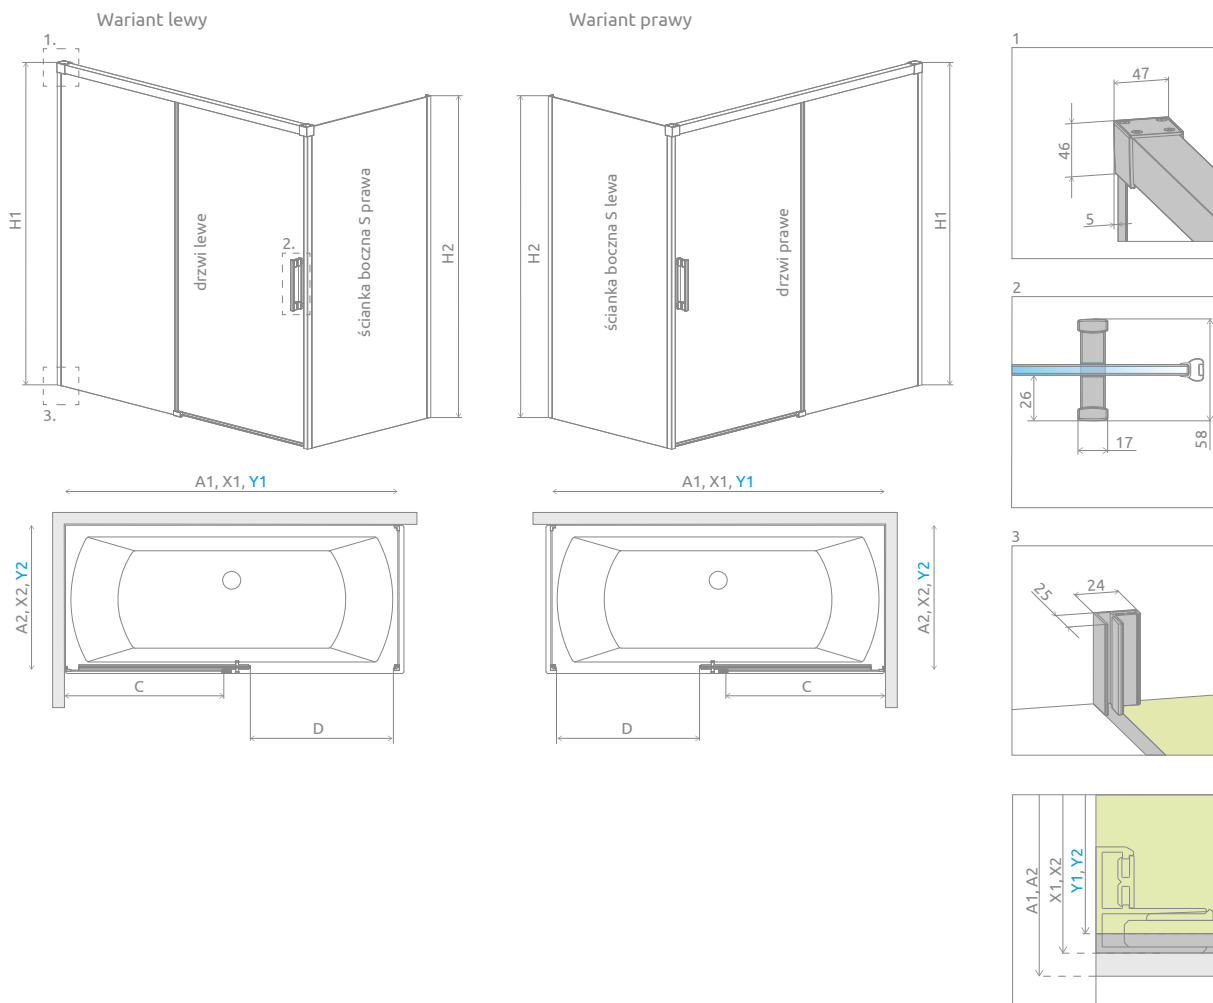 Wariant lewy
Wariant prawy
1.
H1
drzwi lewe
2.
ścianka boczna S prawa
H2
3.
H2
ścianka boczna S lewa
drzwi prawe
H1
A1, X1, Y1
A2, X2, Y2
C
D
A1, X1, Y1
A2, X2, Y2
D
C
1
47
46
5
2
26
17
58
3
25
24
A1, A2
X1, X2
Y1, Y2